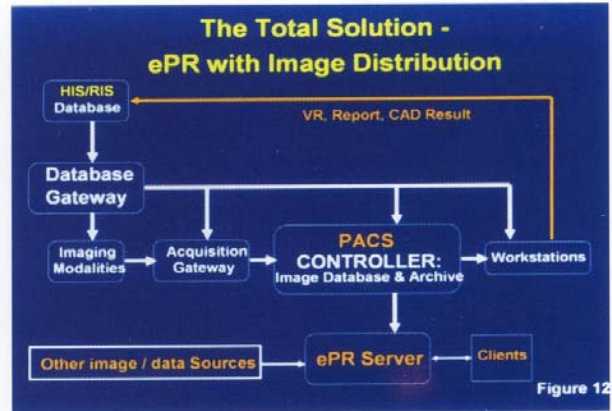 The Total Solution -
ePR with Image Distribution
HIS/RIS
Database
VR, Report, CAD Result
Database
Gateway
Imaging
Modalities
Acquisition
Gateway
PACS
CONTROLLER:
Image Database & Archive
Workstations
Other image / data Sources
ePR Server
Clients
Figure 12